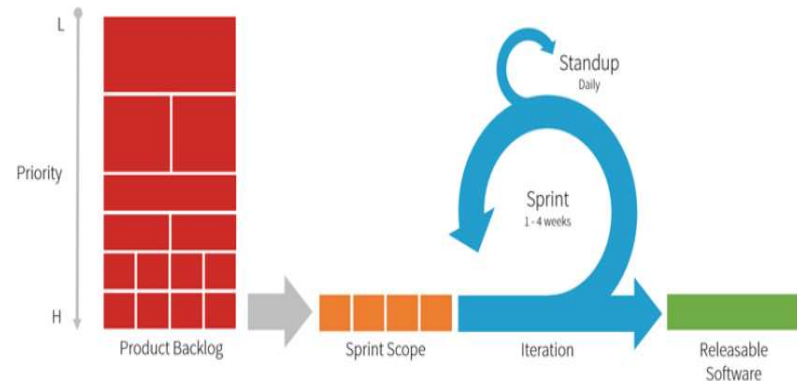 L
Priority
H
Product Backlog
Sprint Scope
Standup
Daily
Sprint
1 - 4 weeks
Iteration
Releasable
Software